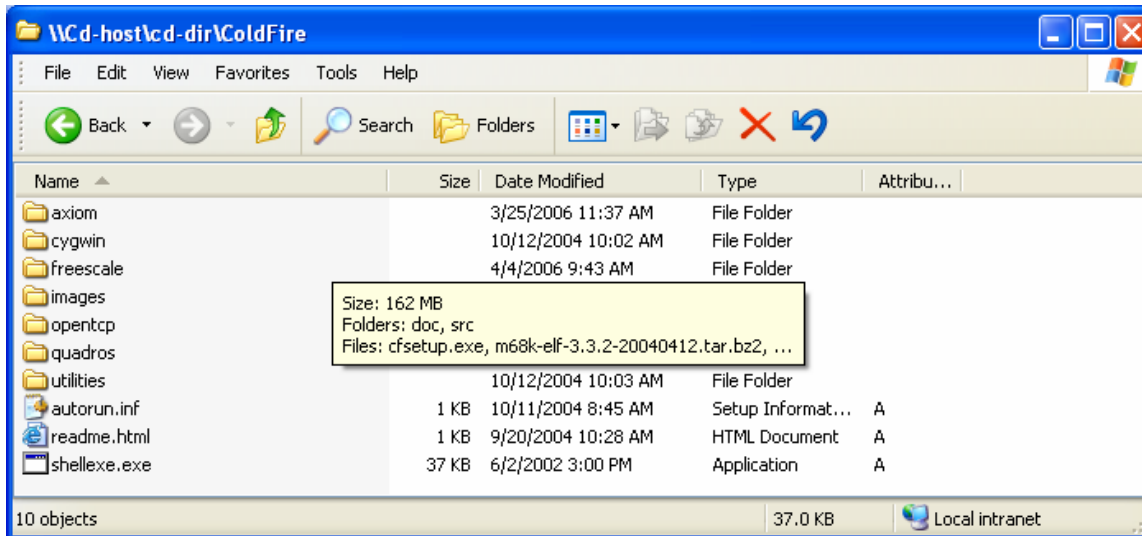 \\Cd-host\cd-dir\ColdFire
File Edit View Favorites Tools Help
Back Search Folders
Name Size Date Modified Type Attribu...
axiom 3/25/2006 11:37 AM File Folder
cygwin 10/12/2004 10:02 AM File Folder
freescale 4/4/2006 9:43 AM File Folder
images
opentcp
quadros
Size: 162 MB
Folders: doc, src
Files: cfsetup.exe, m68k-elf-3.3.2-20040412.tar.bz2, ...
utilities 10/12/2004 10:03 AM File Folder
autorun.inf 1 KB 10/11/2004 8:45 AM Setup Informat... A
readme.html 1 KB 9/20/2004 10:28 AM HTML Document A
shellexe.exe 37 KB 6/2/2002 3:00 PM Application A
10 objects 37.0 KB Local intranet